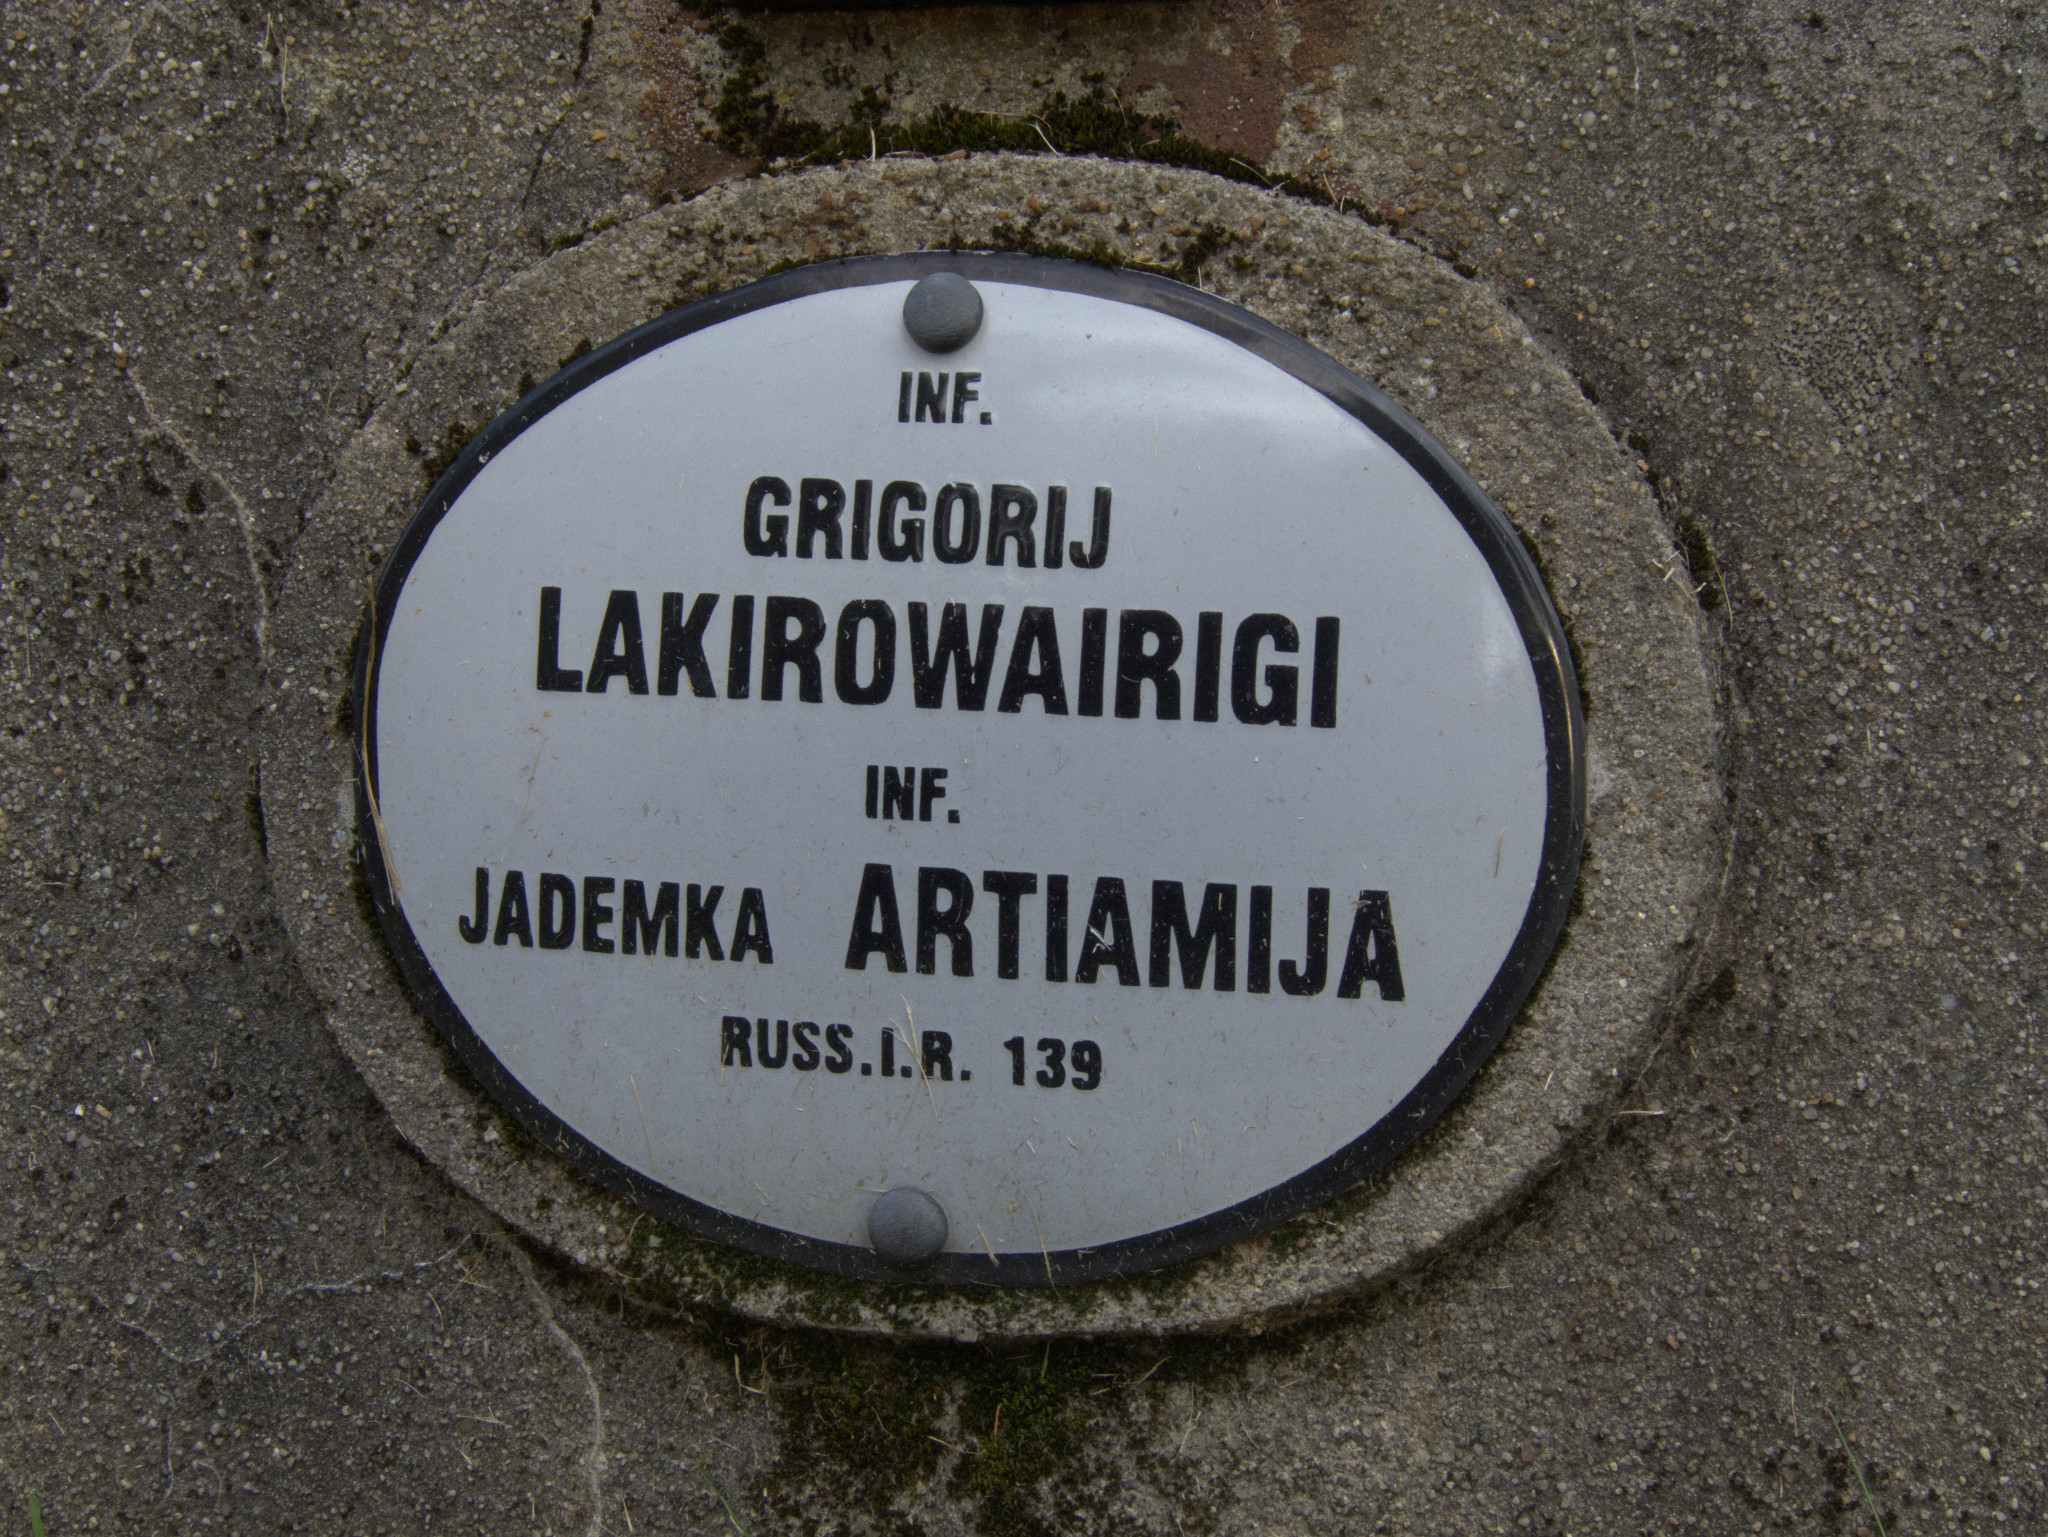 INF.
GRIGORIJ
LAKIROWAIRIGI
INF.
JADEMKA ARTIAMIJA
RUSS.I.R. 139